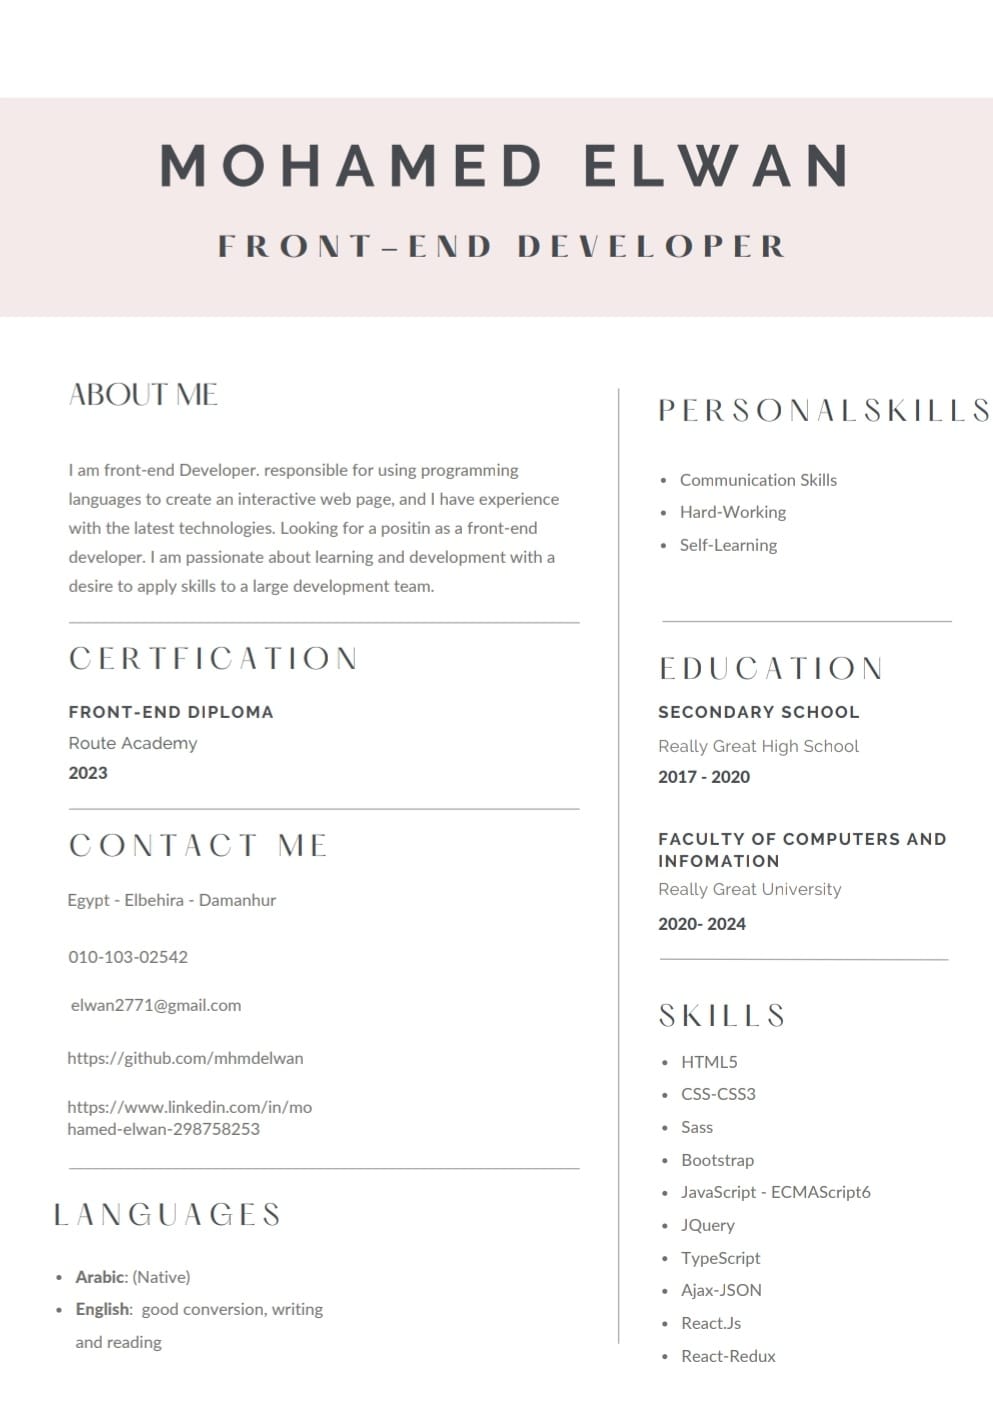 MOHAMED ELWAN
FRONT-END DEVELOPER
ABOUT ME
I am front-end Developer. responsible for using programming
languages to create an interactive web page, and I have experience
with the latest technologies. Looking for a positin as a front-end
developer. I am passionate about learning and development with a
desire to apply skills to a large development team.
CERTFICATION
FRONT-END DIPLOMA
Route Academy
2023
CONTACT ME
Egypt - Elbehira - Damanhur
010-103-02542
elwan2771@gmail.com
https://github.com/mhmdelwan
https://www.linkedin.com/in/mo
hamed-elwan-298758253
LANGUAGES
• Arabic: (Native)
• English: good conversion, writing
and reading
PERSONALSKILLS
• Communication Skills
• Hard-Working
• Self-Learning
EDUCATION
SECONDARY SCHOOL
Really Great High School
2017 - 2020
FACULTY OF COMPUTERS AND
INFOMATION
Really Great University
2020- 2024
SKILLS
• HTML5
• CSS-CSS3
• Sass
• Bootstrap
• JavaScript - ECMAScript6
• JQuery
• TypeScript
• Ajax-JSON
• React.Js
• React-Redux